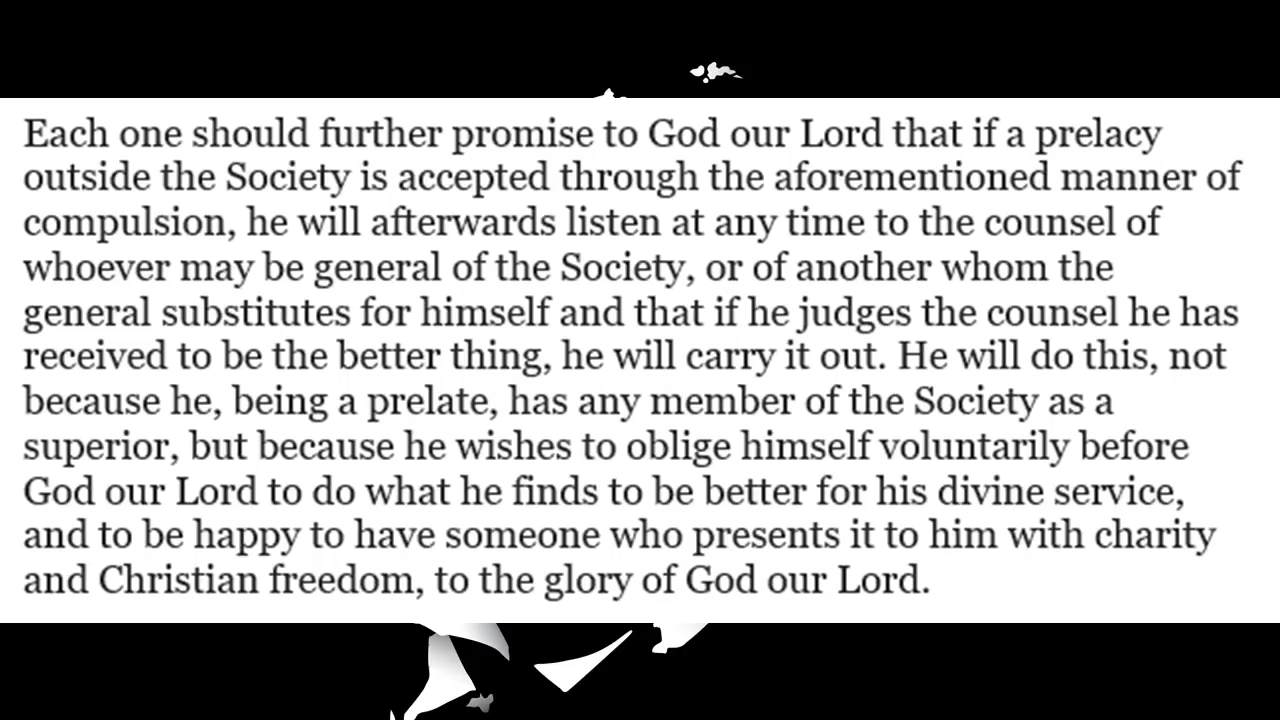 Each one should further promise to God our Lord that if a prelacy
outside the Society is accepted through the aforementioned manner of
compulsion, he will afterwards listen at any time to the counsel of
whoever may be general of the Society, or of another whom the
general substitutes for himself and that if he judges the counsel he has
received to be the better thing, he will carry it out. He will do this, not
because he, being a prelate, has any member of the Society as a
superior, but because he wishes to oblige himself voluntarily before
God our Lord to do what he finds to be better for his divine service,
and to be happy to have someone who presents it to him with charity
and Christian freedom, to the glory of God our Lord.